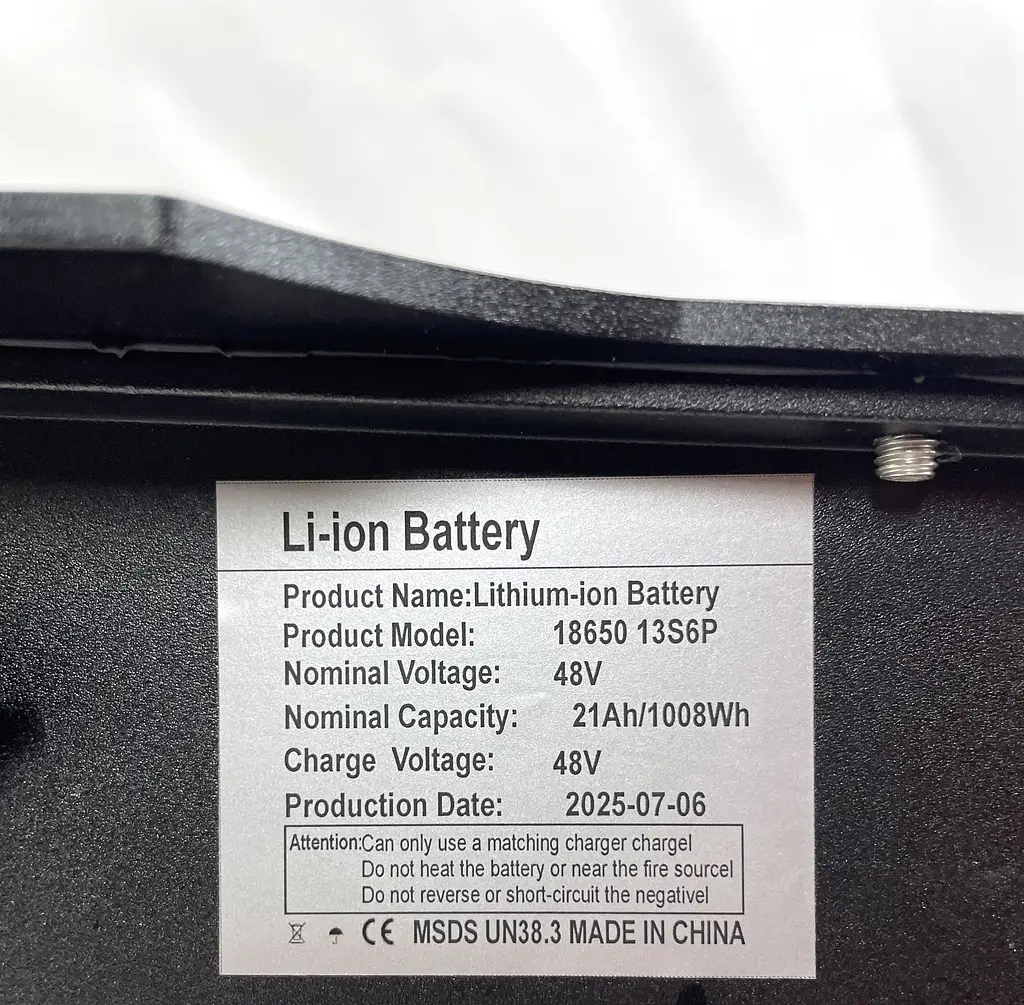 Li-ion Battery
Product Name:Lithium-ion Battery
Product Model: 18650 13S6P
Nominal Voltage: 48V
Nominal Capacity: 21Ah/1008Wh
Charge Voltage: 48V
Production Date: 2025-07-06
Attention:Can only use a matching charger chargel
Do not heat the battery or near the fire sourcel
Do not reverse or short-circuit the negativel
CE MSDS UN38.3 MADE IN CHINA